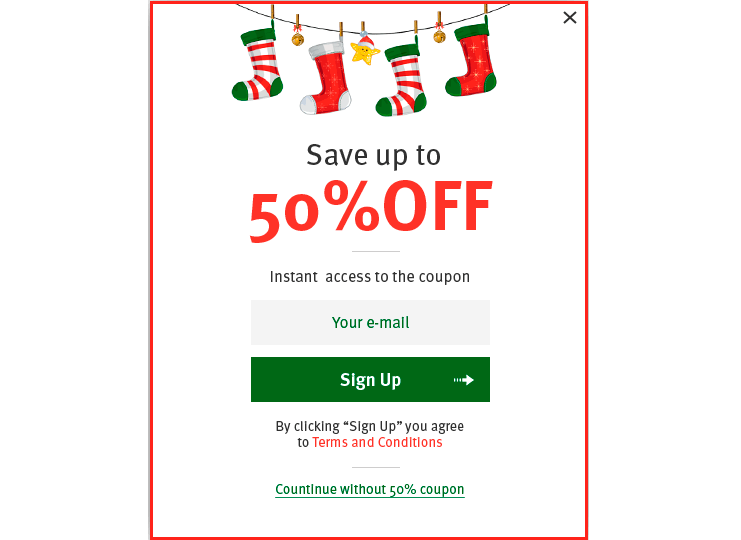 Save up to
50%OFF
Instant access to the coupon
Your e-mail
Sign Up
By clicking “Sign Up” you agree
to Terms and Conditions
Countinue without 50% coupon